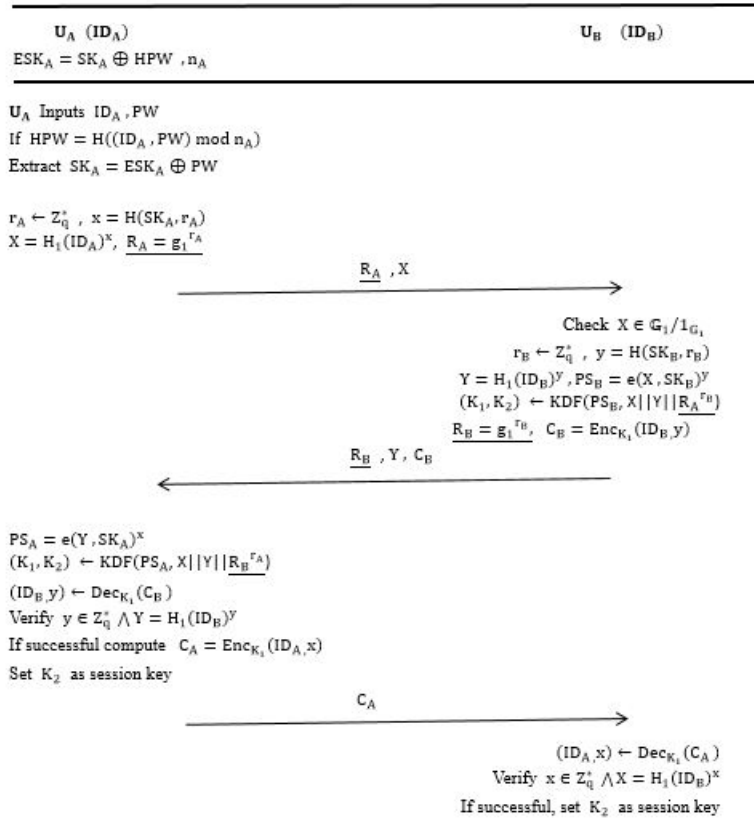 U_A (ID_A) U_B (ID_B)
ESK_A = SK_A ⊕ HPW , n_A
U_A Inputs ID_A , PW
If HPW = H((ID_A , PW) mod n_A)
Extract SK_A = ESK_A ⊕ PW
r_A ← Z_q^* , x = H(SK_A, r_A)
X = H_1(ID_A)^x, R_A = g_1^{r_A}
R_A , X
Check X ∈ 𝔾_1/1_{G_1}
r_B ← Z_q^* , y = H(SK_B, r_B)
Y = H_1(ID_B)^y , PS_B = e(X , SK_B)^y
(K_1, K_2) ← KDF(PS_B, X||Y||R_A^{r_B})
R_B = g_1^{r_B}, C_B = Enc_{K_1}(ID_B, y)
R_B , Y, C_B
PS_A = e(Y , SK_A)^x
(K_1, K_2) ← KDF(PS_A, X||Y||R_B^{r_A})
(ID_B, y) ← Dec_{K_1}(C_B)
Verify y ∈ Z_q^* ⋀ Y = H_1(ID_B)^y
If successful compute C_A = Enc_{K_1}(ID_A, x)
Set K_2 as session key
C_A
(ID_A, x) ← Dec_{K_1}(C_A)
Verify x ∈ Z_q^* ⋀ X = H_1(ID_B)^x
If successful, set K_2 as session key